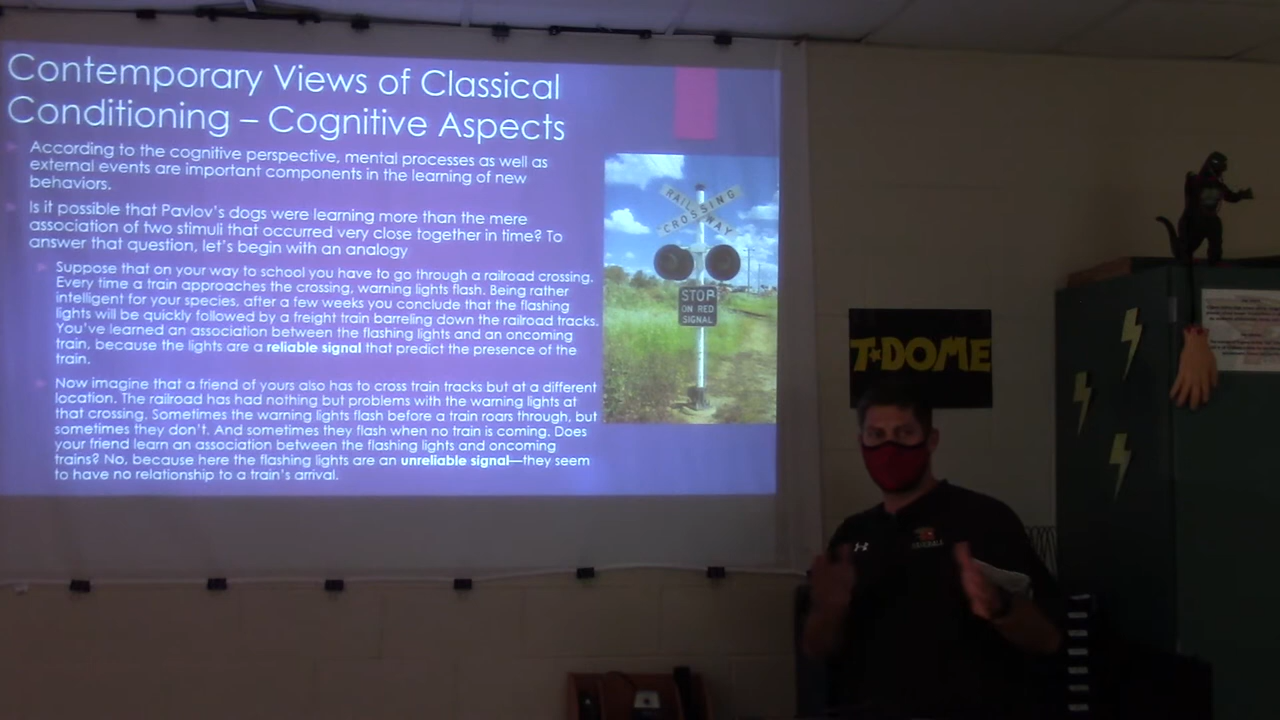 Contemporary Views of Classical
Conditioning – Cognitive Aspects
According to the cognitive perspective, mental processes as well as
external events are important components in the learning of new
behaviors.
Is it possible that Pavlov's dogs were learning more than the mere
association of two stimuli that occurred very close together in time? To
answer that question, let's begin with an analogy
Suppose that on your way to school you have to go through a railroad crossing.
Every time a train approaches the crossing, warning lights flash. Being rather
intelligent for your species, after a few weeks you conclude that the flashing
lights will be quickly followed by a freight train barreling down the railroad tracks.
You've learned an association between the flashing lights and an oncoming
train, because the lights are a reliable signal that predict the presence of the
train.
Now imagine that a friend of yours also has to cross train tracks but at a different
location. The railroad has had nothing but problems with the warning lights at
that crossing. Sometimes the warning lights flash before a train roars through, but
sometimes they don't. And sometimes they flash when no train is coming. Does
your friend learn an association between the flashing lights and oncoming
trains? No, because here the flashing lights are an unreliable signal—they seem
to have no relationship to a train's arrival.
RAILWAY
CROSSING
STOP
ON RED
SIGNAL
T★DOME